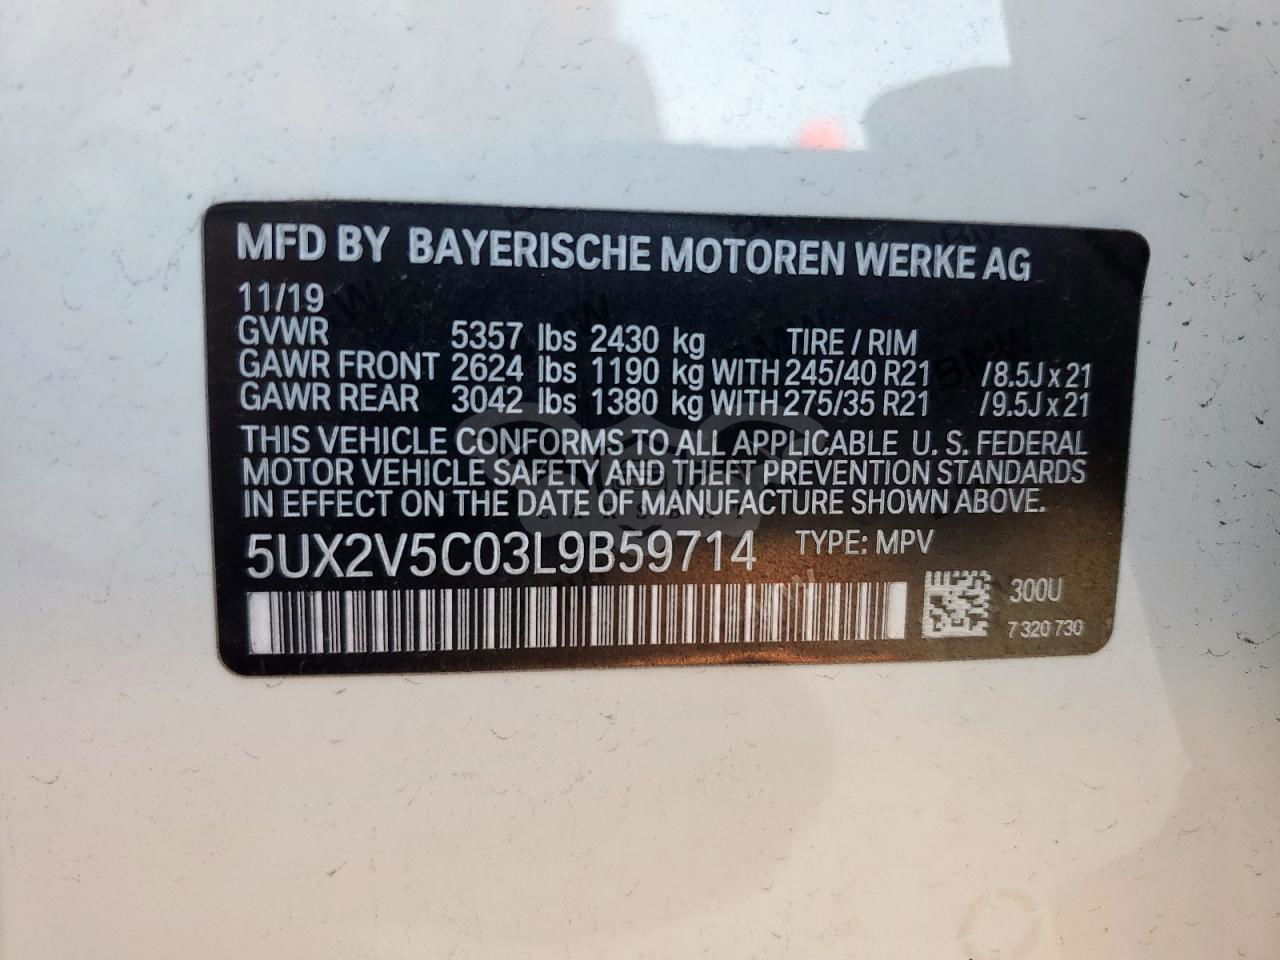 MFD BY BAYERISCHE MOTOREN WERKE AG
11/19
GVWR 5357 lbs 2430 kg TIRE / RIM
GAWR FRONT 2624 lbs 1190 kg WITH 245/40 R21 /8.5J x 21
GAWR REAR 3042 lbs 1380 kg WITH 275/35 R21 /9.5J x 21
THIS VEHICLE CONFORMS TO ALL APPLICABLE U. S. FEDERAL
MOTOR VEHICLE SAFETY AND THEFT PREVENTION STANDARDS
IN EFFECT ON THE DATE OF MANUFACTURE SHOWN ABOVE.
5UX2V5C03L9B59714 TYPE: MPV
300U
7 320 730